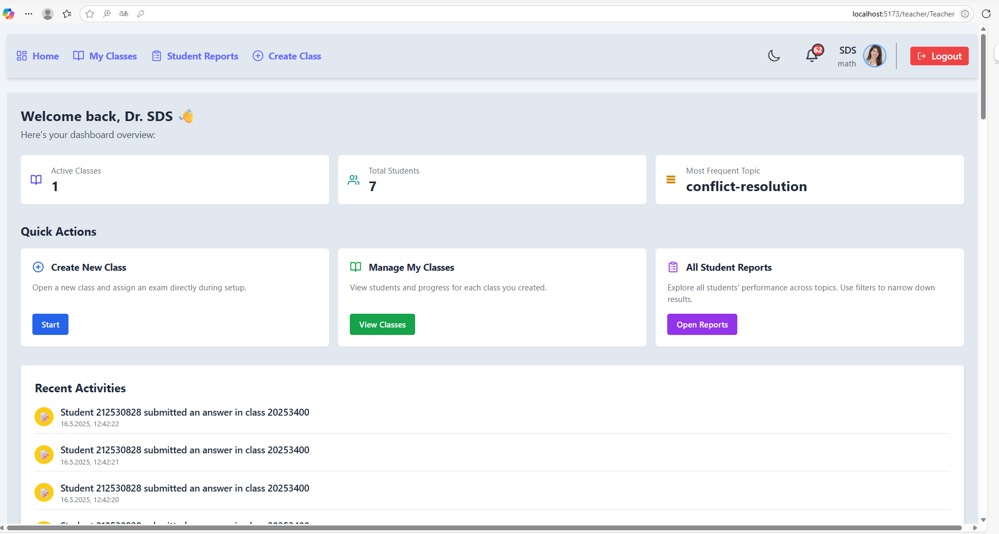 localhost:5173/teacher/Teacher
Home
My Classes
Student Reports
Create Class
62
SDS
math
Logout
Welcome back, Dr. SDS 👋
Here's your dashboard overview:
Active Classes
1
Total Students
7
Most Frequent Topic
conflict-resolution
Quick Actions
Create New Class
Open a new class and assign an exam directly during setup.
Start
Manage My Classes
View students and progress for each class you created.
View Classes
All Student Reports
Explore all students' performance across topics. Use filters to narrow down
results.
Open Reports
Recent Activities
Student 212530828 submitted an answer in class 20253400
16.5.2025, 12:42:22
Student 212530828 submitted an answer in class 20253400
16.5.2025, 12:42:21
Student 212530828 submitted an answer in class 20253400
16.5.2025, 12:42:20